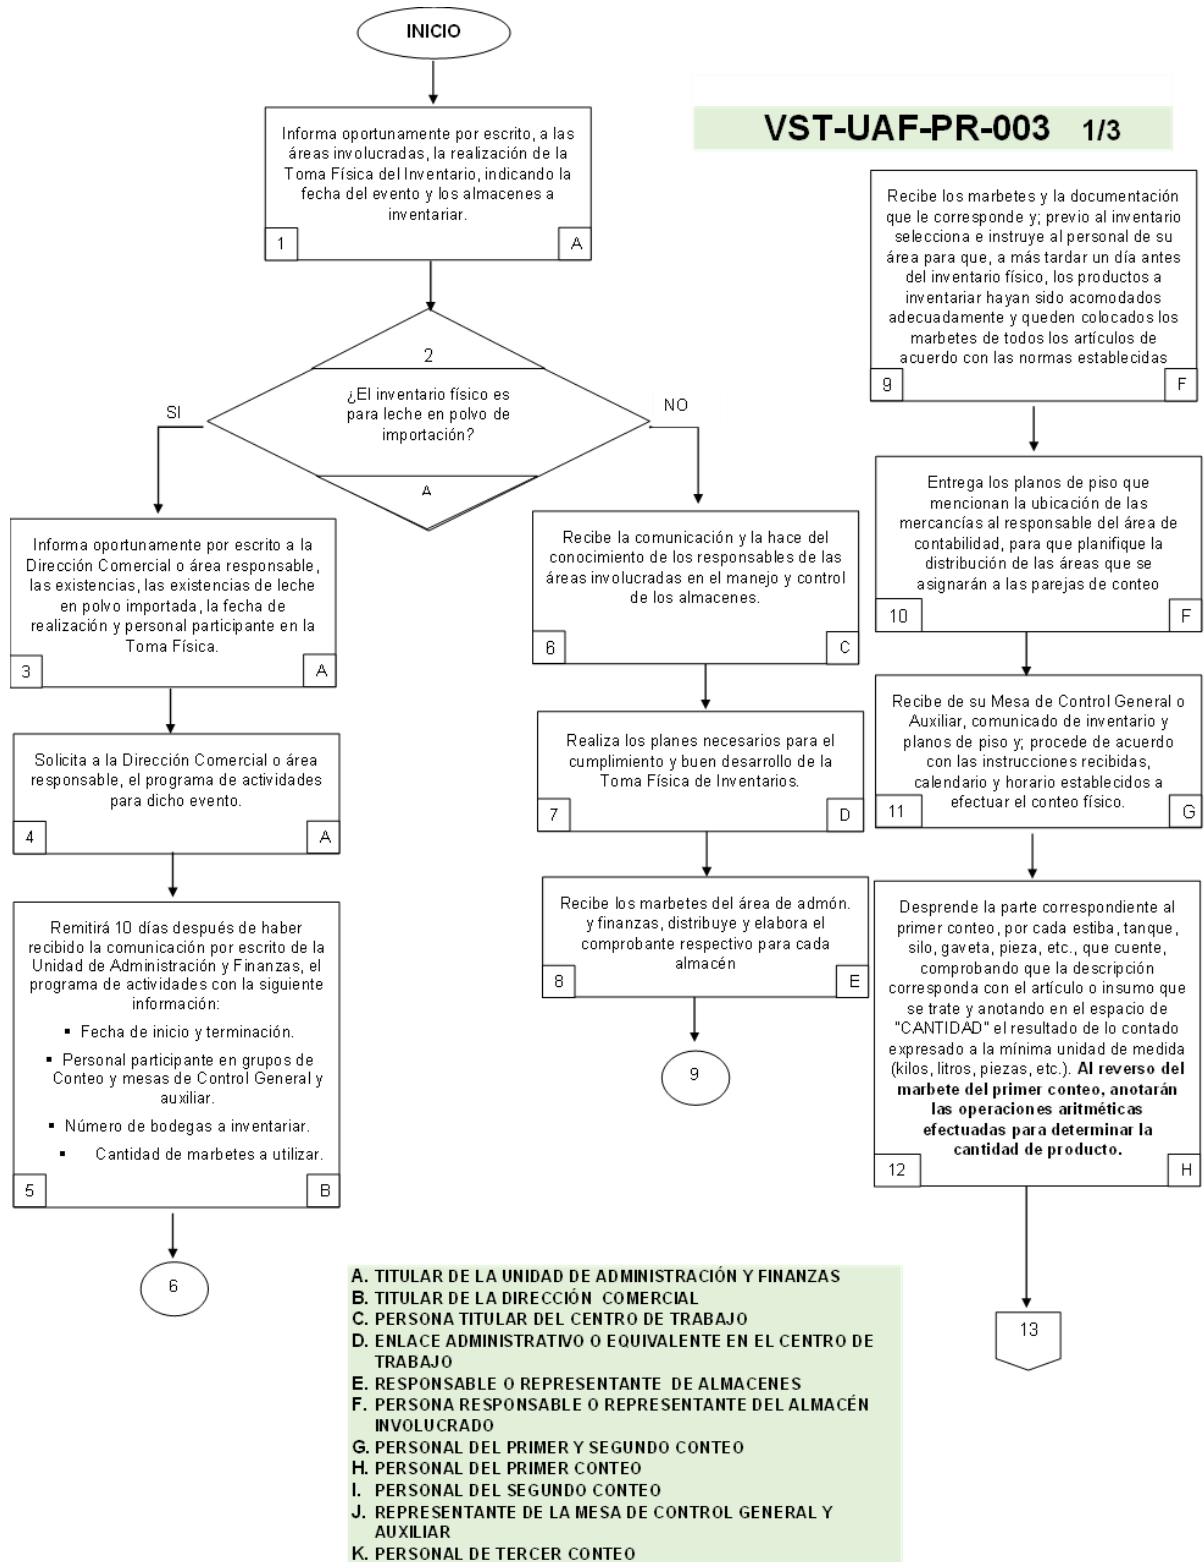 INICIO
VST-UAF-PR-003 1/3
Informa oportunamente por escrito, a las
áreas involucradas, la realización de la
Toma Física del Inventario, indicando la
fecha del evento y los almacenes a
inventariar.
1
A
2
¿El inventario físico es
para leche en polvo de
importación?
A
SI
NO
Informa oportunamente por escrito a la
Dirección Comercial o área responsable,
las existencias, las existencias de leche
en polvo importada, la fecha de
realización y personal participante en la
Toma Física.
3
A
Solicita a la Dirección Comercial o área
responsable, el programa de actividades
para dicho evento.
4
A
Remitirá 10 días después de haber
recibido la comunicación por escrito de la
Unidad de Administración y Finanzas, el
programa de actividades con la siguiente
información:
▪ Fecha de inicio y terminación.
▪ Personal participante en grupos de
Conteo y mesas de Control General y
auxiliar.
▪ Número de bodegas a inventariar.
▪ Cantidad de marbetes a utilizar.
5
B
6
Recibe la comunicación y la hace del
conocimiento de los responsables de las
áreas involucradas en el manejo y control
de los almacenes.
6
C
Realiza los planes necesarios para el
cumplimiento y buen desarrollo de la
Toma Física de Inventarios.
7
D
Recibe los marbetes del área de admón.
y finanzas, distribuye y elabora el
comprobante respectivo para cada
almacén
8
E
9
Recibe los marbetes y la documentación
que le corresponde y; previo al inventario
selecciona e instruye al personal de su
área para que, a más tardar un día antes
del inventario físico, los productos a
inventariar hayan sido acomodados
adecuadamente y queden colocados los
marbetes de todos los artículos de
acuerdo con las normas establecidas
9
F
Entrega los planos de piso que
mencionan la ubicación de las
mercancías al responsable del área de
contabilidad, para que planifique la
distribución de las áreas que se
asignarán a las parejas de conteo
10
F
Recibe de su Mesa de Control General o
Auxiliar, comunicado de inventario y
planos de piso y; procede de acuerdo
con las instrucciones recibidas,
calendario y horario establecidos a
efectuar el conteo físico.
11
G
Desprende la parte correspondiente al
primer conteo, por cada estiba, tanque,
silo, gaveta, pieza, etc., que cuente,
comprobando que la descripción
corresponda con el artículo o insumo que
se trate y anotando en el espacio de
"CANTIDAD" el resultado de lo contado
expresado a la mínima unidad de medida
(kilos, litros, piezas, etc.). Al reverso del
marbete del primer conteo, anotarán
las operaciones aritméticas
efectuadas para determinar la
cantidad de producto.
12
H
13
A. TITULAR DE LA UNIDAD DE ADMINISTRACIÓN Y FINANZAS
B. TITULAR DE LA DIRECCIÓN COMERCIAL
C. PERSONA TITULAR DEL CENTRO DE TRABAJO
D. ENLACE ADMINISTRATIVO O EQUIVALENTE EN EL CENTRO DE
TRABAJO
E. RESPONSABLE O REPRESENTANTE DE ALMACENES
F. PERSONA RESPONSABLE O REPRESENTANTE DEL ALMACÉN
INVOLUCRADO
G. PERSONAL DEL PRIMER Y SEGUNDO CONTEO
H. PERSONAL DEL PRIMER CONTEO
I. PERSONAL DEL SEGUNDO CONTEO
J. REPRESENTANTE DE LA MESA DE CONTROL GENERAL Y
AUXILIAR
K. PERSONAL DE TERCER CONTEO